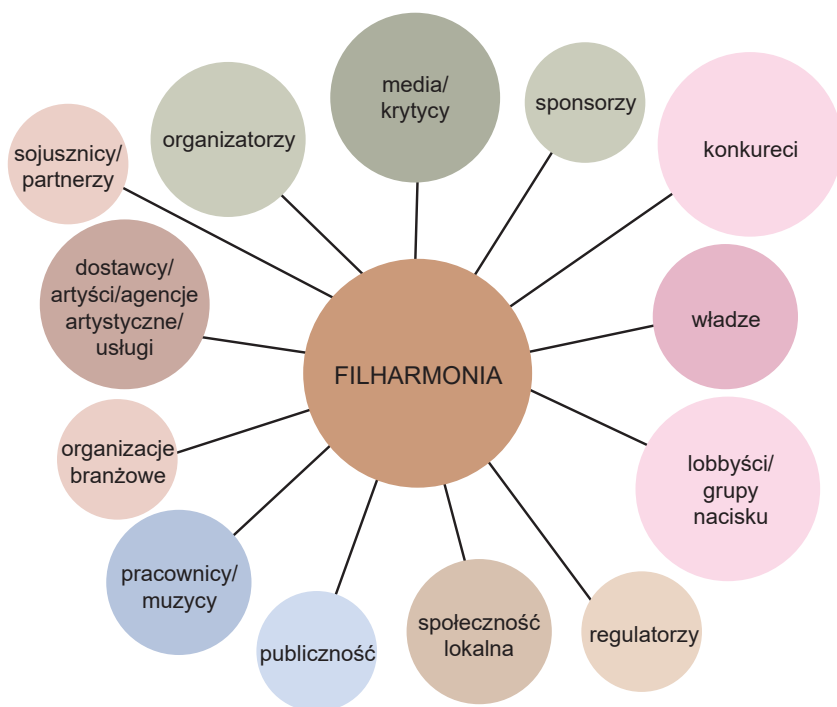 media/
krytycy
sponsorzy
organizatorzy
konkureci
sojusznicy/
partnerzy
dostawcy/
artyści/agencje
artystyczne/
usługi
władze
FILHARMONIA
organizacje
branżowe
lobbyści/
grupy
nacisku
pracownicy/
muzycy
publiczność
społeczność
lokalna
regulatorzy